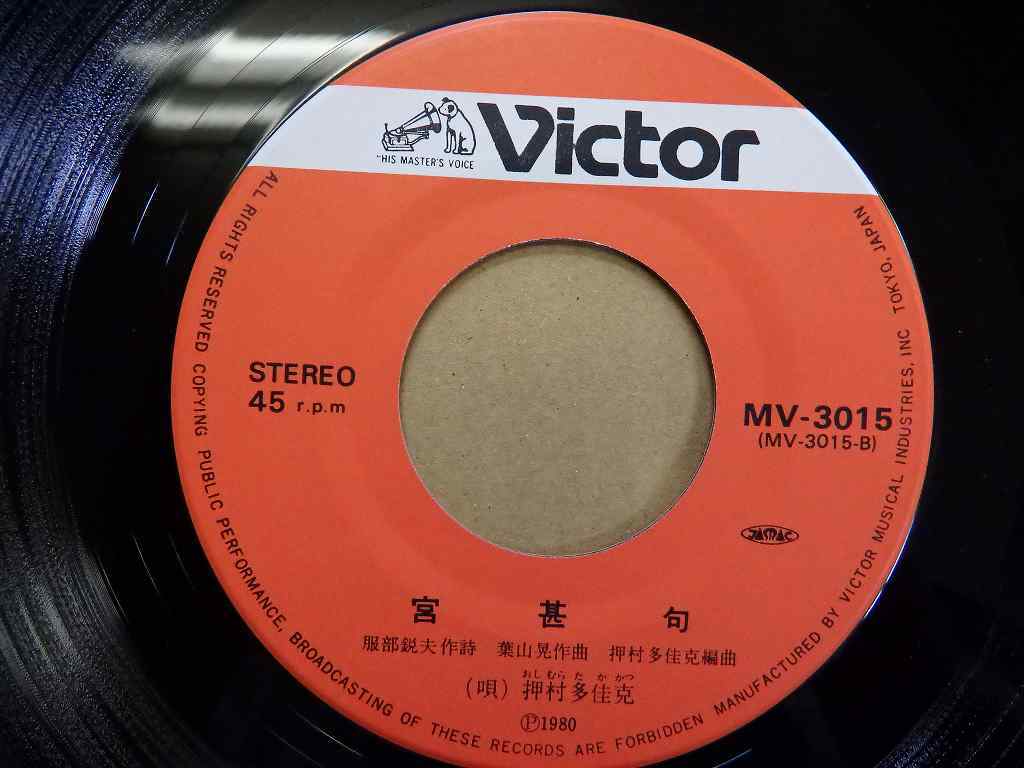 "HIS MASTER'S VOICE
Victor
STEREO
45 r.p.m
MV-3015
(MV-3015-B)
JASRAC
宮 甚 句
服部鋭夫作詩 葉山晃作曲 押村多佳克編曲
おしむらたかかつ
(唄) 押村多佳克
Ⓟ1980
ALL RIGHTS RESERVED COPYING PUBLIC PERFORMANCE, BROADCASTING OF THESE RECORDS ARE FORBIDDEN MANUFACTURED BY VICTOR MUSICAL INDUSTRIES, INC TOKYO, JAPAN